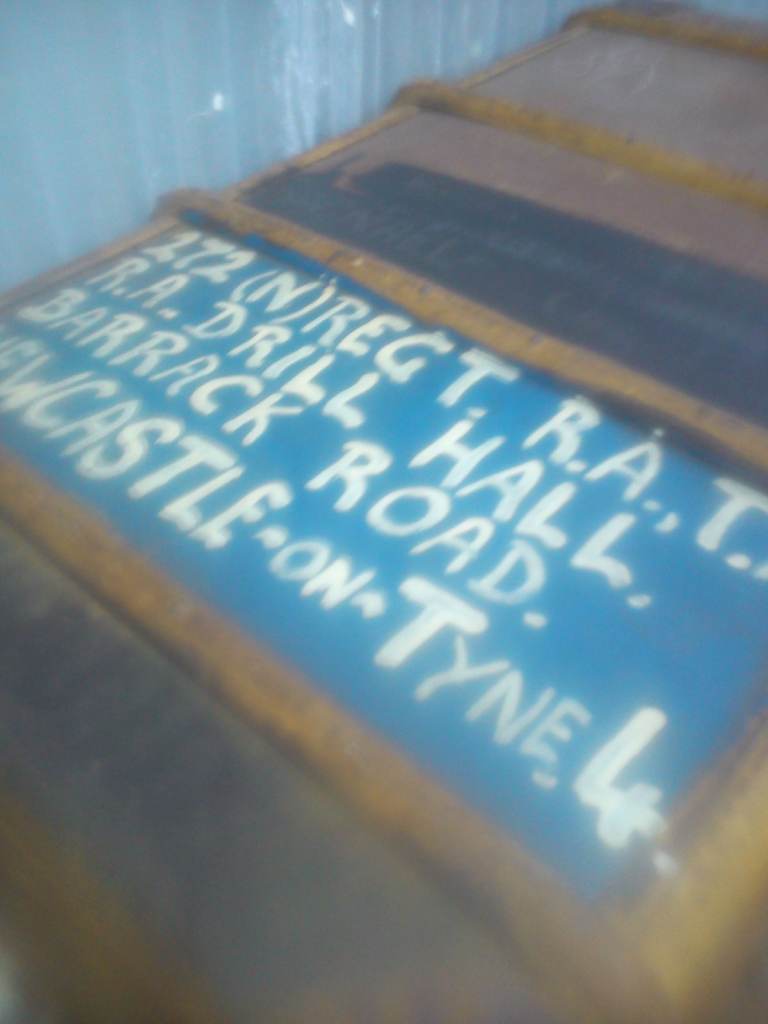 272 (N) REGT. R.A., T.
R.A. DRILL HALL.
BARRACK ROAD.
NEWCASTLE-ON-TYNE 4.